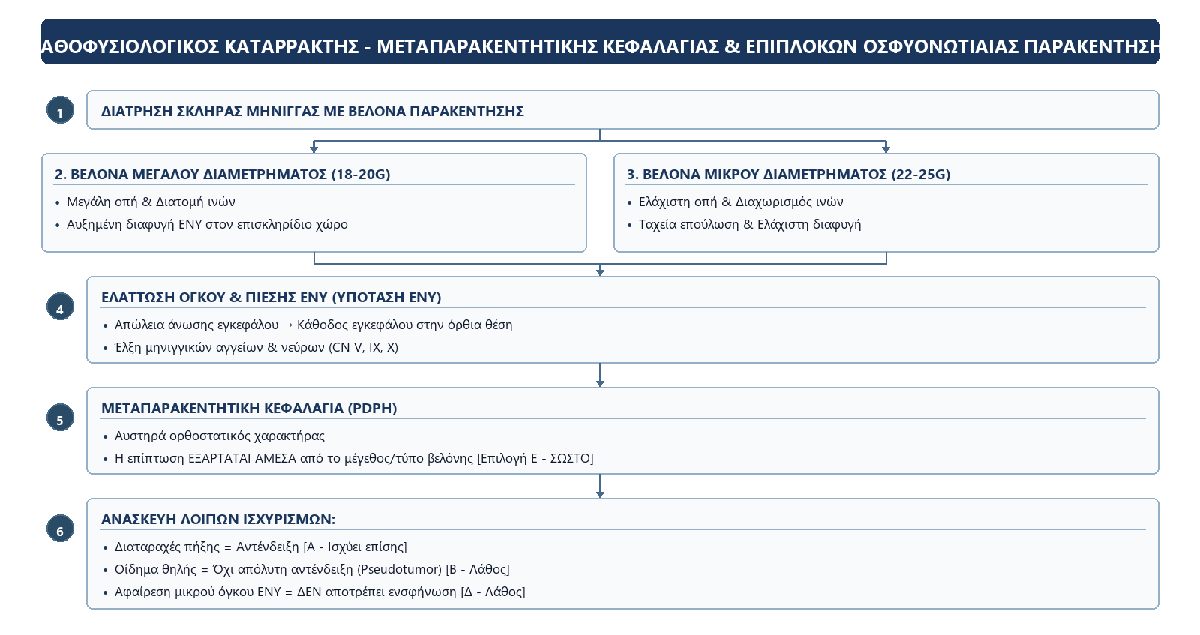 ΑΘΟΦΥΣΙΟΛΟΓΙΚΟΣ ΚΑΤΑΡΡΑΚΤΗΣ - ΜΕΤΑΠΑΡΑΚΕΝΤΗΤΙΚΗΣ ΚΕΦΑΛΑΓΙΑΣ & ΕΠΙΠΛΟΚΩΝ ΟΣΦΥΟΝΩΤΙΑΙΑΣ ΠΑΡΑΚΕΝΤΗΣΗ
1
ΔΙΑΤΡΗΣΗ ΣΚΛΗΡΑΣ ΜΗΝΙΓΓΑΣ ΜΕ ΒΕΛΟΝΑ ΠΑΡΑΚΕΝΤΗΣΗΣ
2. ΒΕΛΟΝΑ ΜΕΓΑΛΟΥ ΔΙΑΜΕΤΡΗΜΑΤΟΣ (18-20G)
• Μεγάλη οπή & Διατομή ινών
• Αυξημένη διαφυγή ΕΝΥ στον επισκληρίδιο χώρο
3. ΒΕΛΟΝΑ ΜΙΚΡΟΥ ΔΙΑΜΕΤΡΗΜΑΤΟΣ (22-25G)
• Ελάχιστη οπή & Διαχωρισμός ινών
• Ταχεία επούλωση & Ελάχιστη διαφυγή
4
ΕΛΑΤΤΩΣΗ ΟΓΚΟΥ & ΠΙΕΣΗΣ ΕΝΥ (ΥΠΟΤΑΣΗ ΕΝΥ)
• Απώλεια άνωσης εγκεφάλου → Κάθοδος εγκεφάλου στην όρθια θέση
• Έλξη μηνιγγικών αγγείων & νεύρων (CN V, IX, X)
5
ΜΕΤΑΠΑΡΑΚΕΝΤΗΤΙΚΗ ΚΕΦΑΛΑΓΙΑ (PDPH)
• Αυστηρά ορθοστατικός χαρακτήρας
• Η επίπτωση ΕΞΑΡΤΑΤΑΙ ΑΜΕΣΑ από το μέγεθος/τύπο βελόνης [Επιλογή Ε - ΣΩΣΤΟ]
6
ΑΝΑΣΚΕΥΗ ΛΟΙΠΩΝ ΙΣΧΥΡΙΣΜΩΝ:
• Διαταραχές πήξης = Αντένδειξη [Α - Ισχύει επίσης]
• Οίδημα θηλής = Όχι απόλυτη αντένδειξη (Pseudotumor) [Β - Λάθος]
• Αφαίρεση μικρού όγκου ΕΝΥ = ΔΕΝ αποτρέπει ενσφήνωση [Δ - Λάθος]